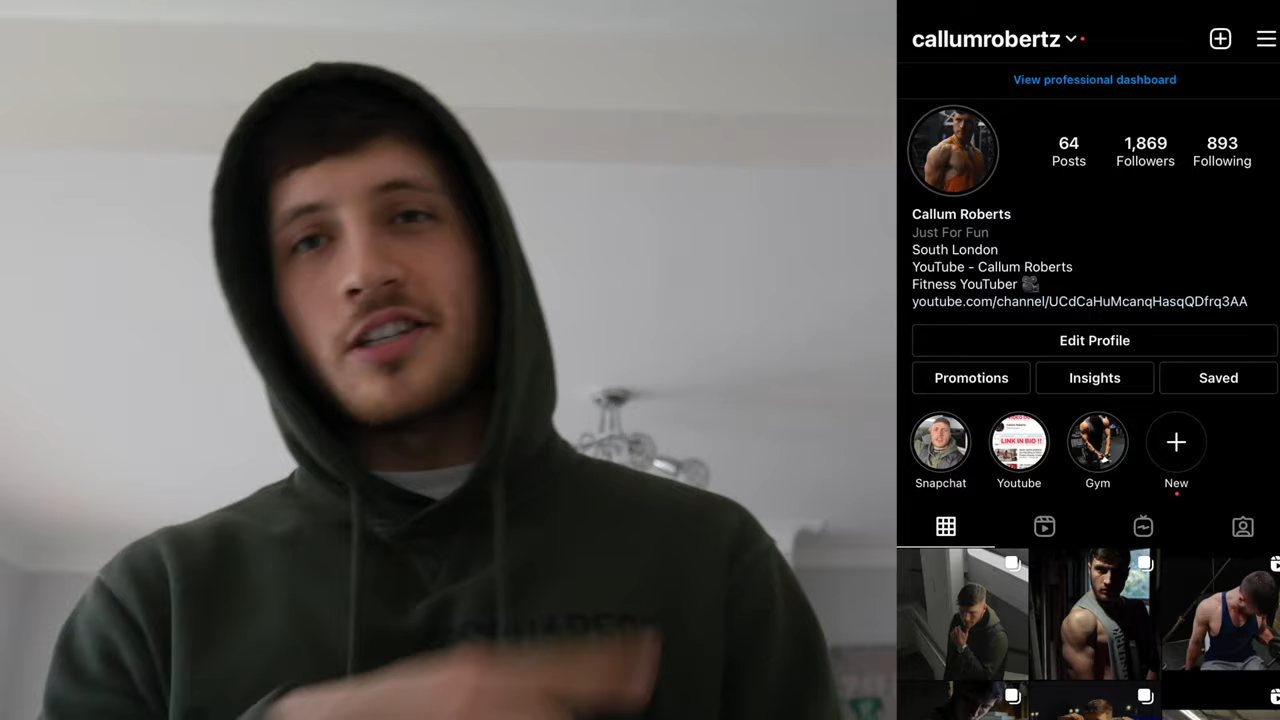 callumrobertz
View professional dashboard
64
1,869
893
Posts
Followers
Following
Callum Roberts
Just For Fun
South London
YouTube - Callum Roberts
Fitness YouTuber 🎥
youtube.com/channel/UCdCaHuMcanqHasqQDfrq3AA
Edit Profile
Promotions
Insights
Saved
LINK IN BIO !!
Snapchat
Youtube
Gym
New